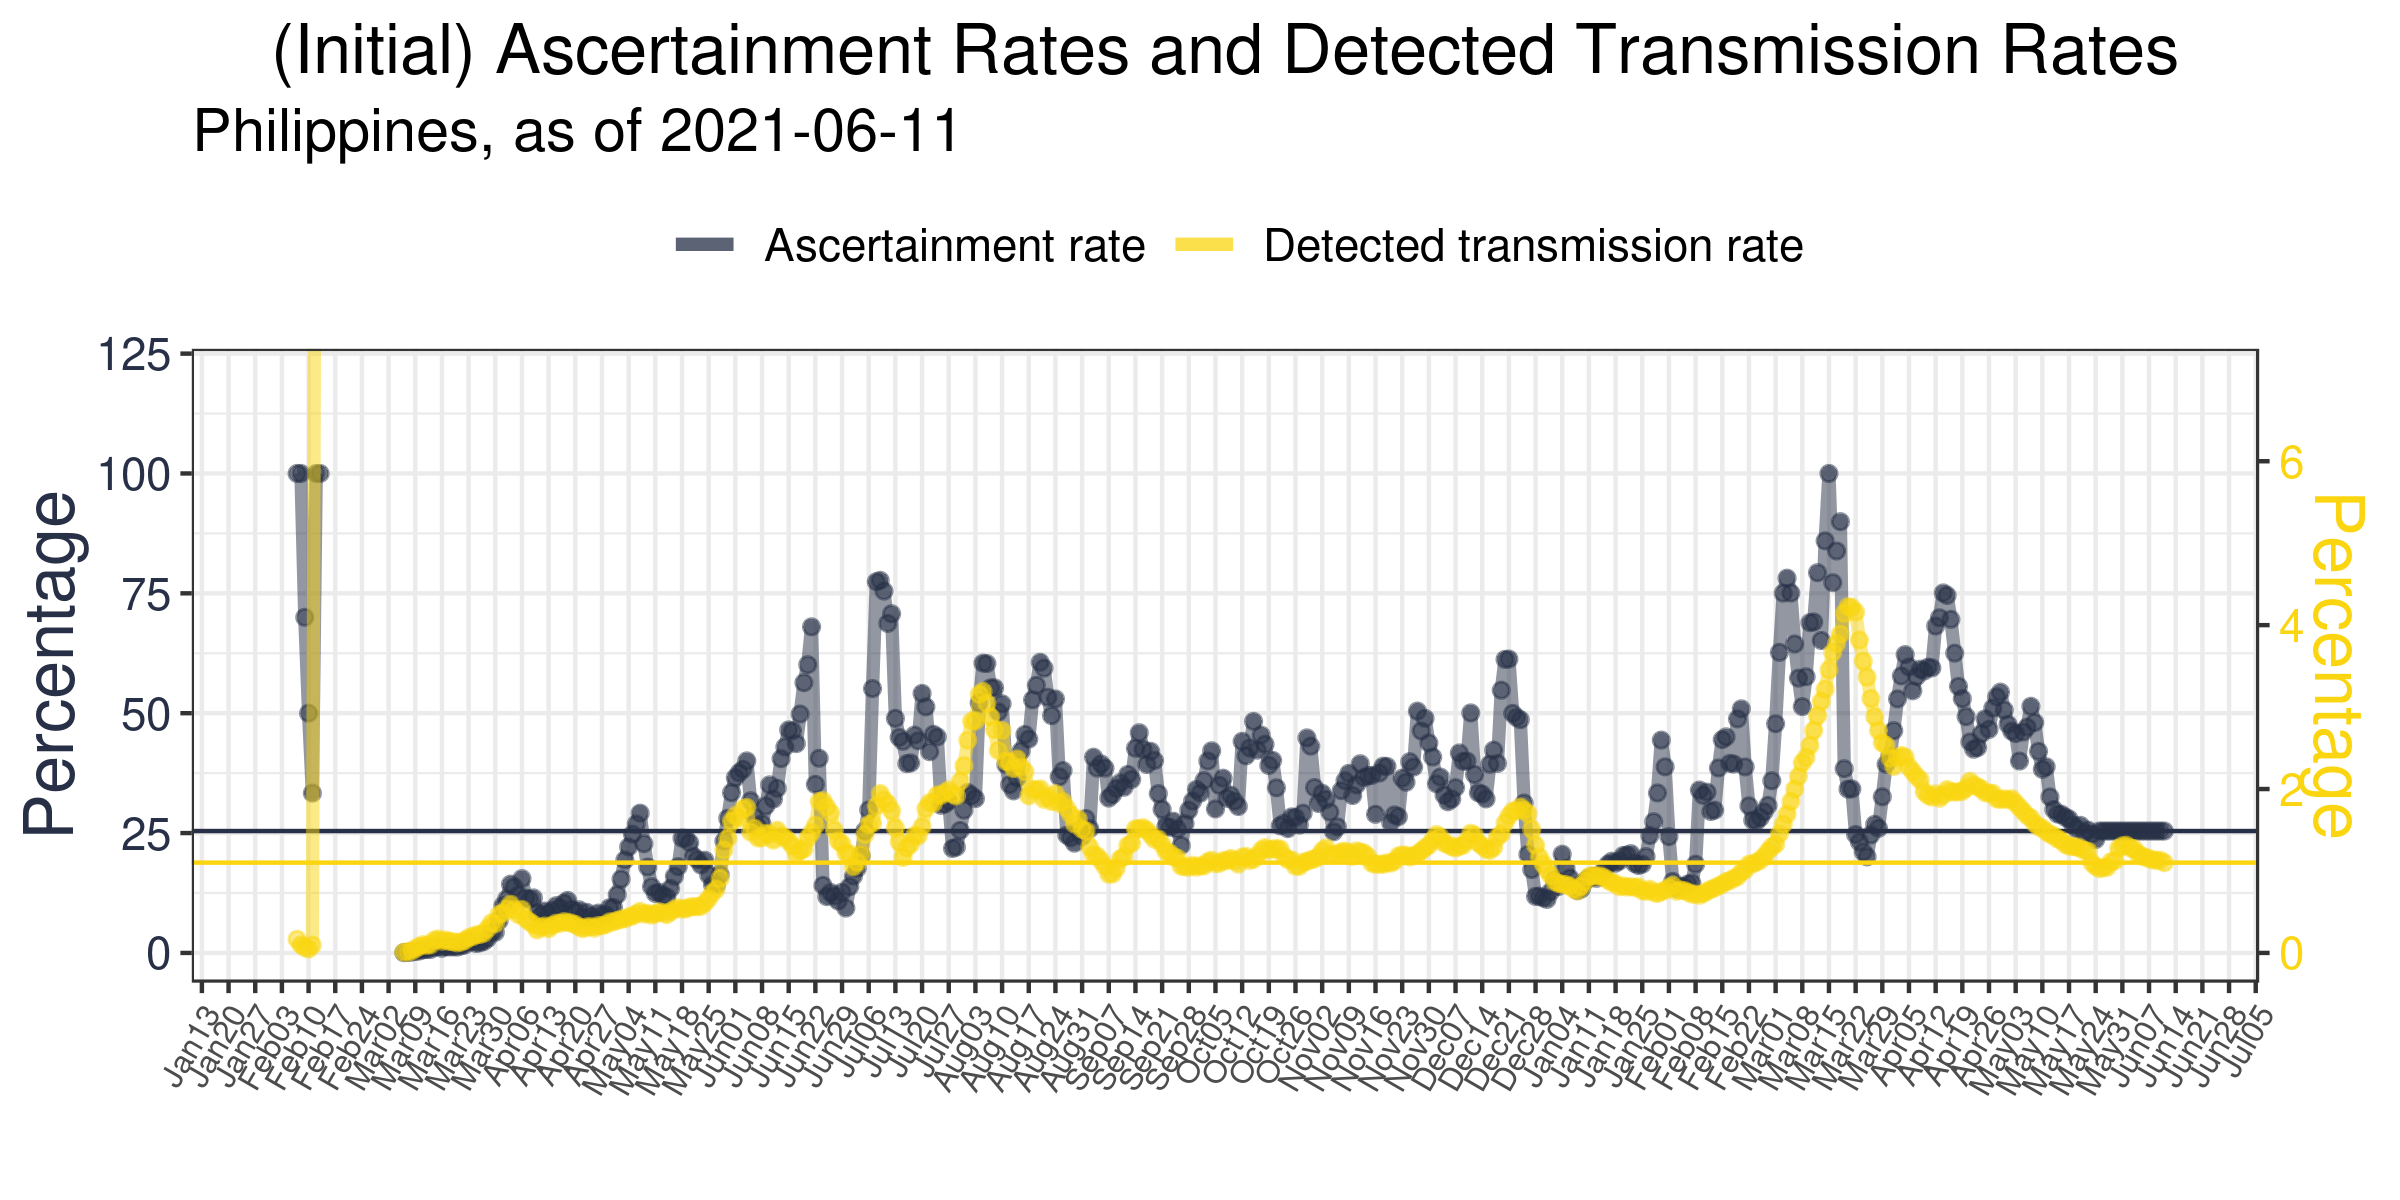 (Initial) Ascertainment Rates and Detected Transmission Rates
Philippines, as of 2021-06-11
Ascertainment rate
Detected transmission rate
Percentage
125
100
75
50
25
0
6
4
2
0
Percentage
Jan13
Jan20
Jan27
Feb03
Feb10
Feb17
Feb24
Mar02
Mar09
Mar16
Mar23
Mar30
Apr06
Apr13
Apr20
Apr27
May04
May11
May18
May25
Jun01
Jun08
Jun15
Jun22
Jun29
Jul06
Jul13
Jul20
Jul27
Aug03
Aug10
Aug17
Aug24
Aug31
Sep07
Sep14
Sep21
Sep28
Oct05
Oct12
Oct19
Oct26
Nov02
Nov09
Nov16
Nov23
Nov30
Dec07
Dec14
Dec21
Dec28
Jan04
Jan11
Jan18
Jan25
Feb01
Feb08
Feb15
Feb22
Mar01
Mar08
Mar15
Mar22
Mar29
Apr05
Apr12
Apr19
Apr26
May03
May10
May17
May24
May31
Jun07
Jun14
Jun21
Jun28
Jul05